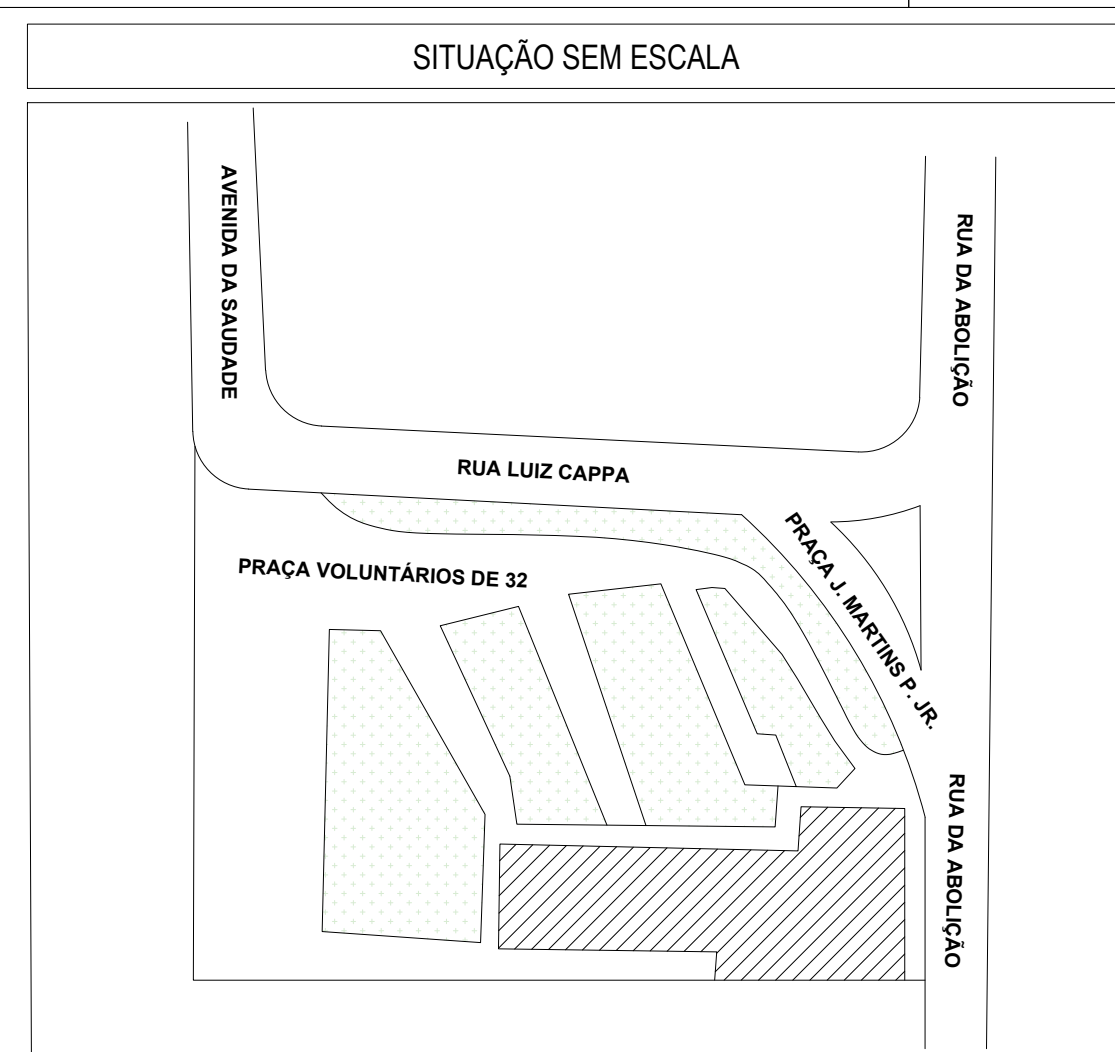 SITUAÇÃO SEM ESCALA
AVENIDA DA SAUDADE
RUA DA ABOLIÇÃO
RUA LUIZ CAPPA
PRAÇA J. MARTINS P. JR.
PRAÇA VOLUNTÁRIOS DE 32
RUA DA ABOLIÇÃO